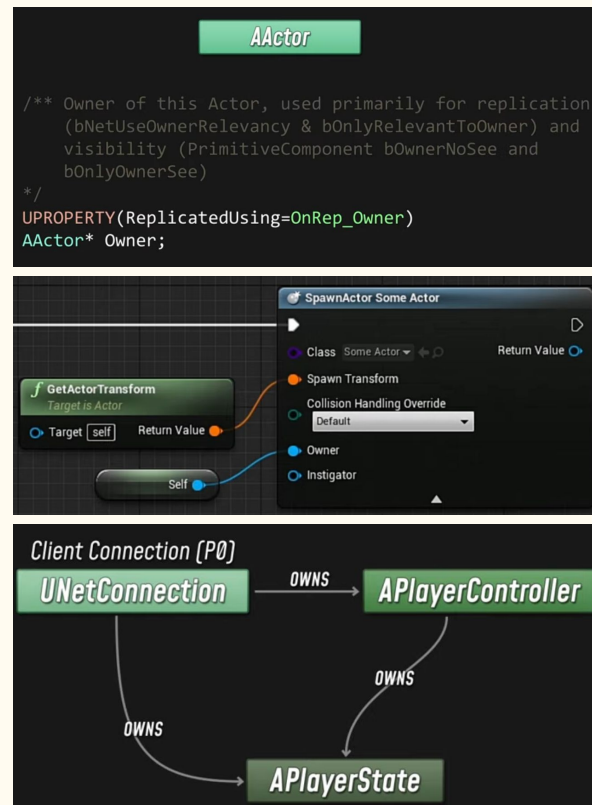 AActor
/** Owner of this Actor, used primarily for replication
(bNetUseOwnerRelevancy & bOnlyRelevantToOwner) and
visibility (PrimitiveComponent bOwnerNoSee and
bOnlyOwnerSee)
*/
UPROPERTY(ReplicatedUsing=OnRep_Owner)
AActor* Owner;
SpawnActor Some Actor
Class Some Actor Return Value
Spawn Transform
Collision Handling Override
Default
Owner
Instigator
f GetActorTransform
Target is Actor
Target self Return Value
Self
Client Connection (P0)
UNetConnection OWNS APlayerController
OWNS
OWNS
APlayerState